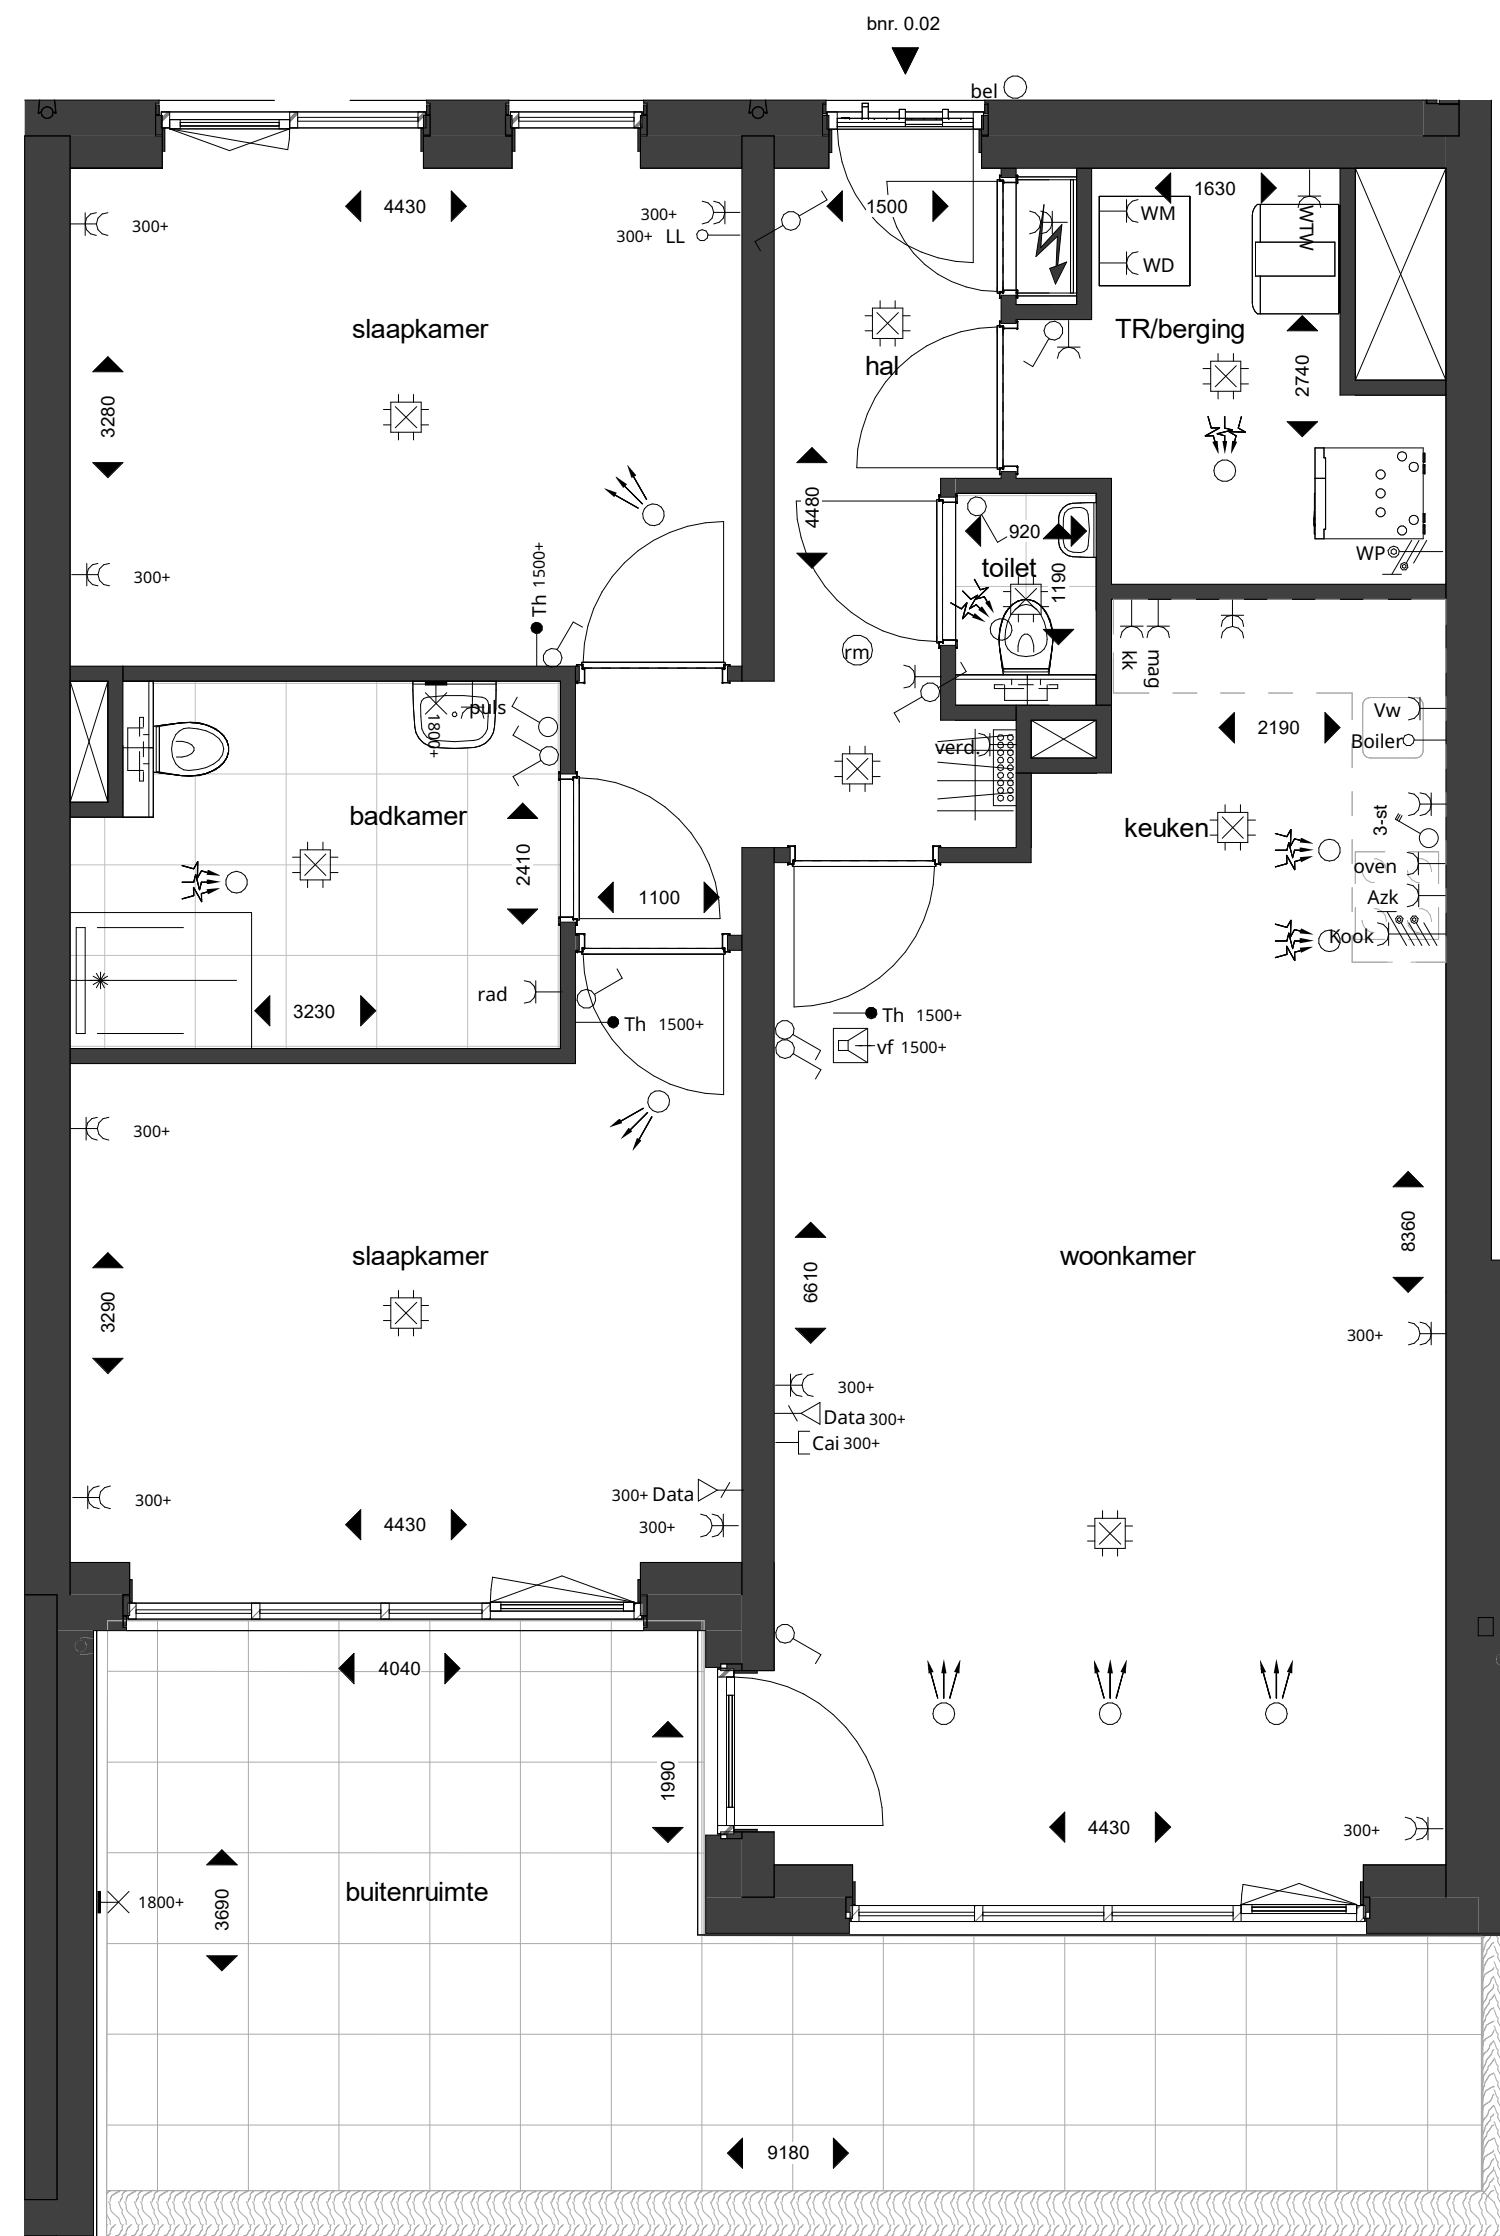 bnr. 0.02
bel
4430
300+
300+
300+ LL
1500
1630
WM
WD
WTW
slaapkamer
hal
TR/berging
3280
2740
4480
920
toilet
1190
WP
300+
Th 1500+
rm
kk
mag
puls
1800+
verd.
2190
Vw
Boiler
badkamer
2410
keuken
3-st
oven
Azk
Kook
1100
rad
3230
Th 1500+
Th 1500+
vf 1500+
300+
slaapkamer
woonkamer
3290
6610
8360
300+
300+
Data 300+
Cai 300+
300+
300+ Data
300+
4430
4040
1990
4430
300+
buitenruimte
1800+
3690
9180